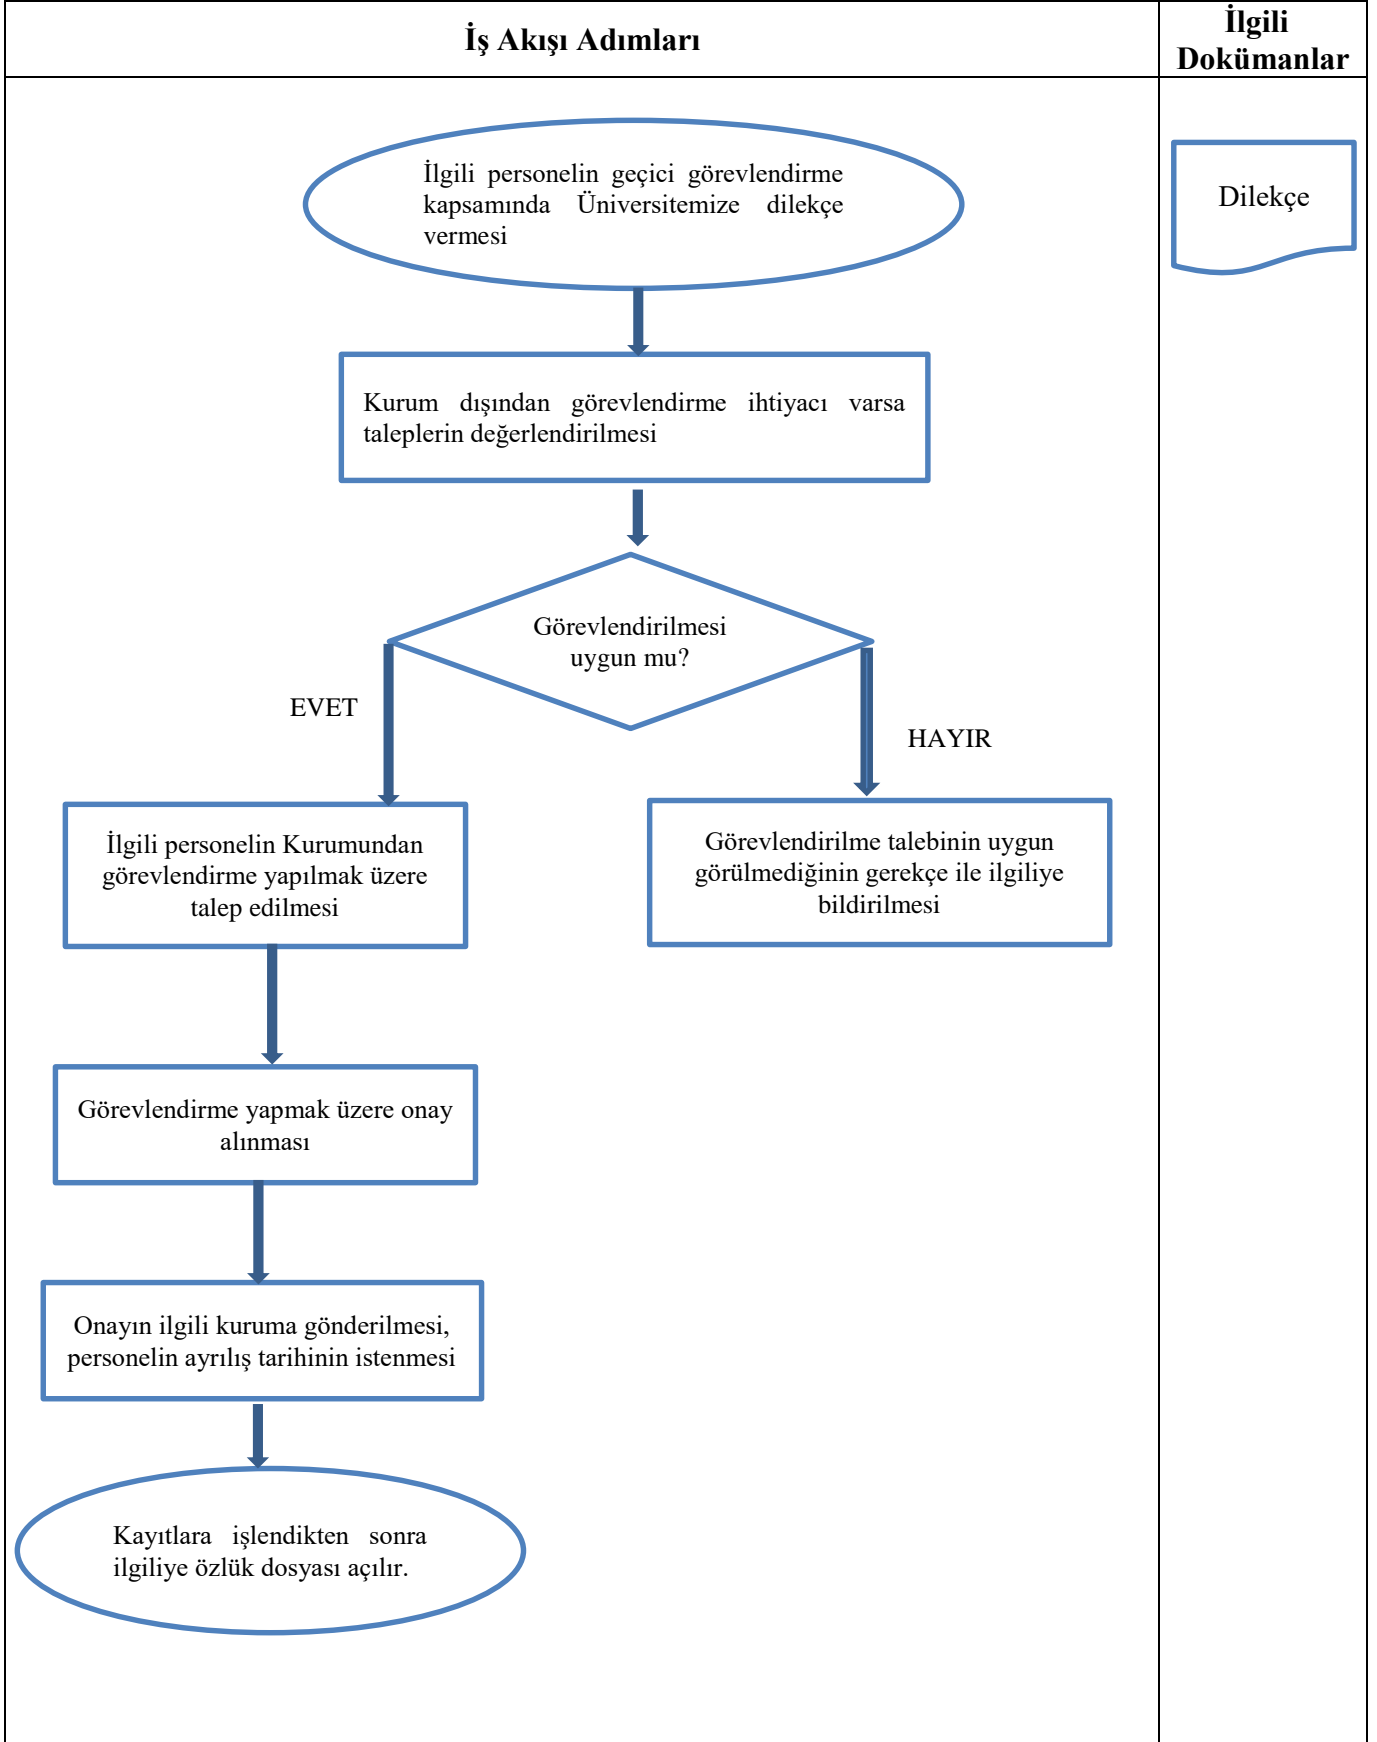 İş Akışı Adımları
İlgili
Dokümanlar
İlgili personelin geçici görevlendirme
kapsamında Üniversitemize dilekçe
vermesi
Dilekçe
Kurum dışından görevlendirme ihtiyacı varsa
taleplerin değerlendirilmesi
Görevlendirilmesi
uygun mu?
EVET
HAYIR
İlgili personelin Kurumundan
görevlendirme yapılmak üzere
talep edilmesi
Görevlendirilme talebinin uygun
görülmediğinin gerekçe ile ilgiliye
bildirilmesi
Görevlendirme yapmak üzere onay
alınması
Onayın ilgili kuruma gönderilmesi,
personelin ayrılış tarihinin istenmesi
Kayıtlara işlendikten sonra
ilgiliye özlük dosyası açılır.